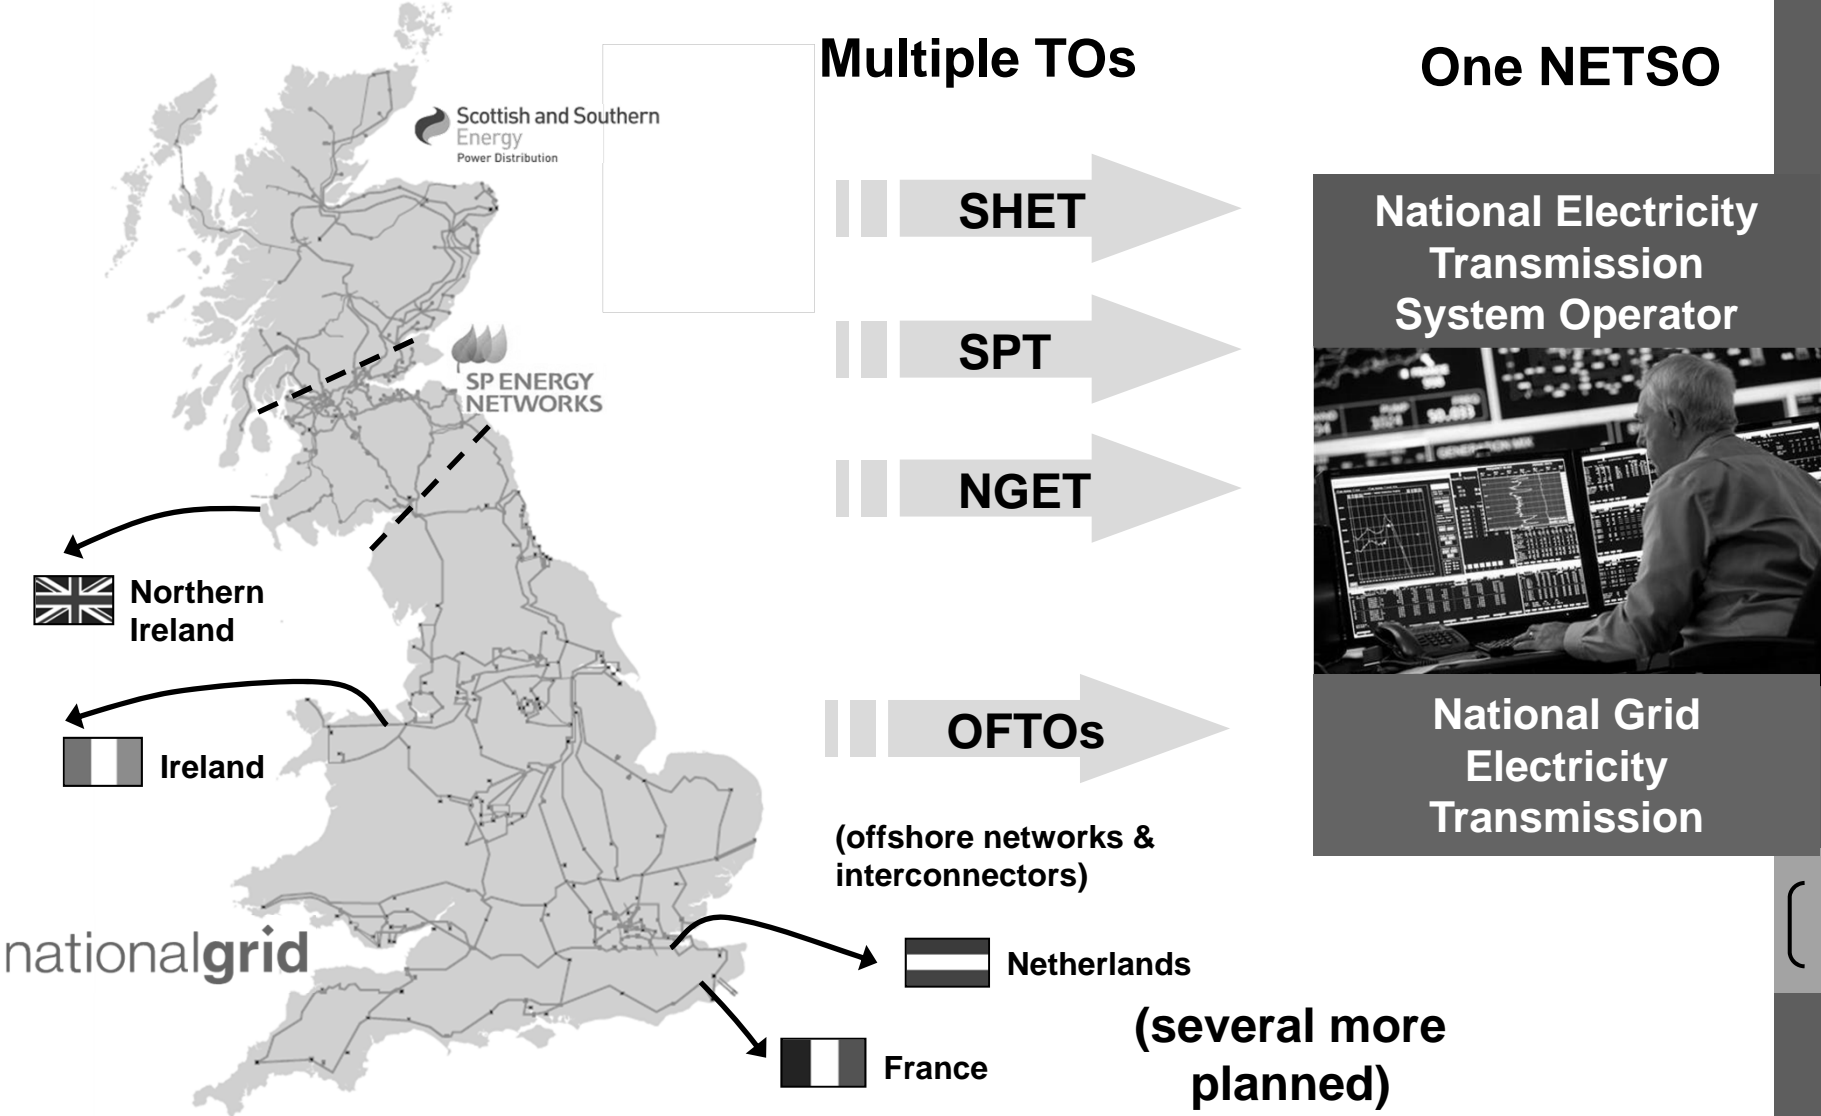 Multiple TOs
One NETSO
Scottish and Southern
Energy
Power Distribution
SHET
National Electricity
Transmission
System Operator
SPT
SP ENERGY
NETWORKS
NGET
Northern
Ireland
OFTOs
National Grid
Electricity
Transmission
Ireland
(offshore networks &
interconnectors)
nationalgrid
Netherlands
(several more
planned)
France